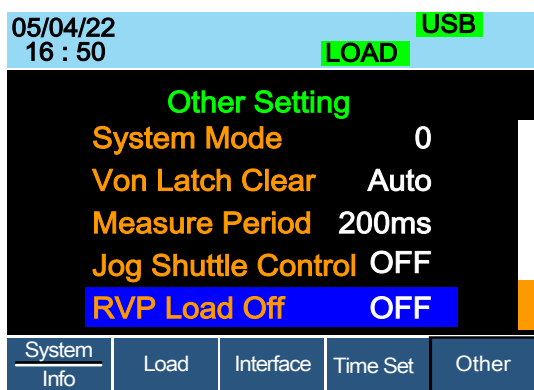 05/04/22 USB
16 : 50 LOAD
Other Setting
System Mode 0
Von Latch Clear Auto
Measure Period 200ms
Jog Shuttle Control OFF
RVP Load Off OFF
System Info Load Interface Time Set Other